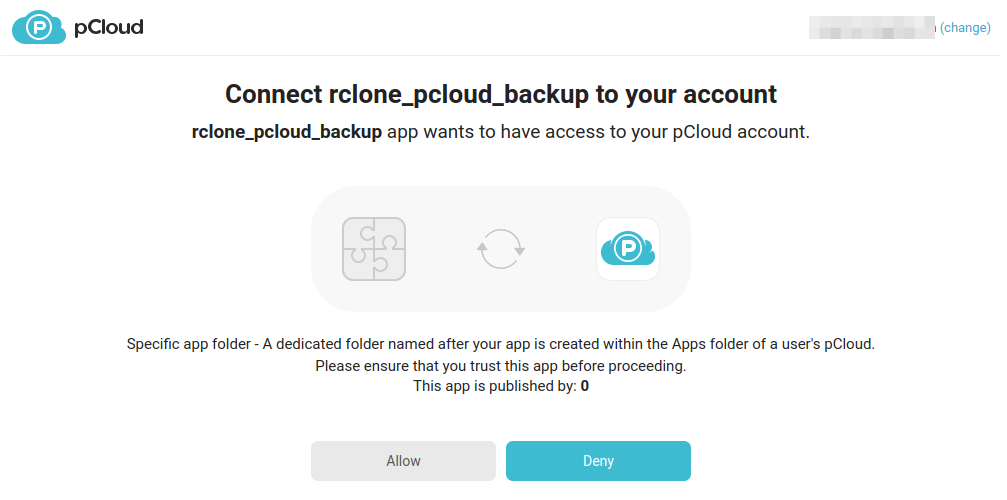 pCloud
(change)
Connect rclone_pcloud_backup to your account
rclone_pcloud_backup app wants to have access to your pCloud account.
Specific app folder - A dedicated folder named after your app is created within the Apps folder of a user's pCloud.
Please ensure that you trust this app before proceeding.
This app is published by: 0
Allow
Deny